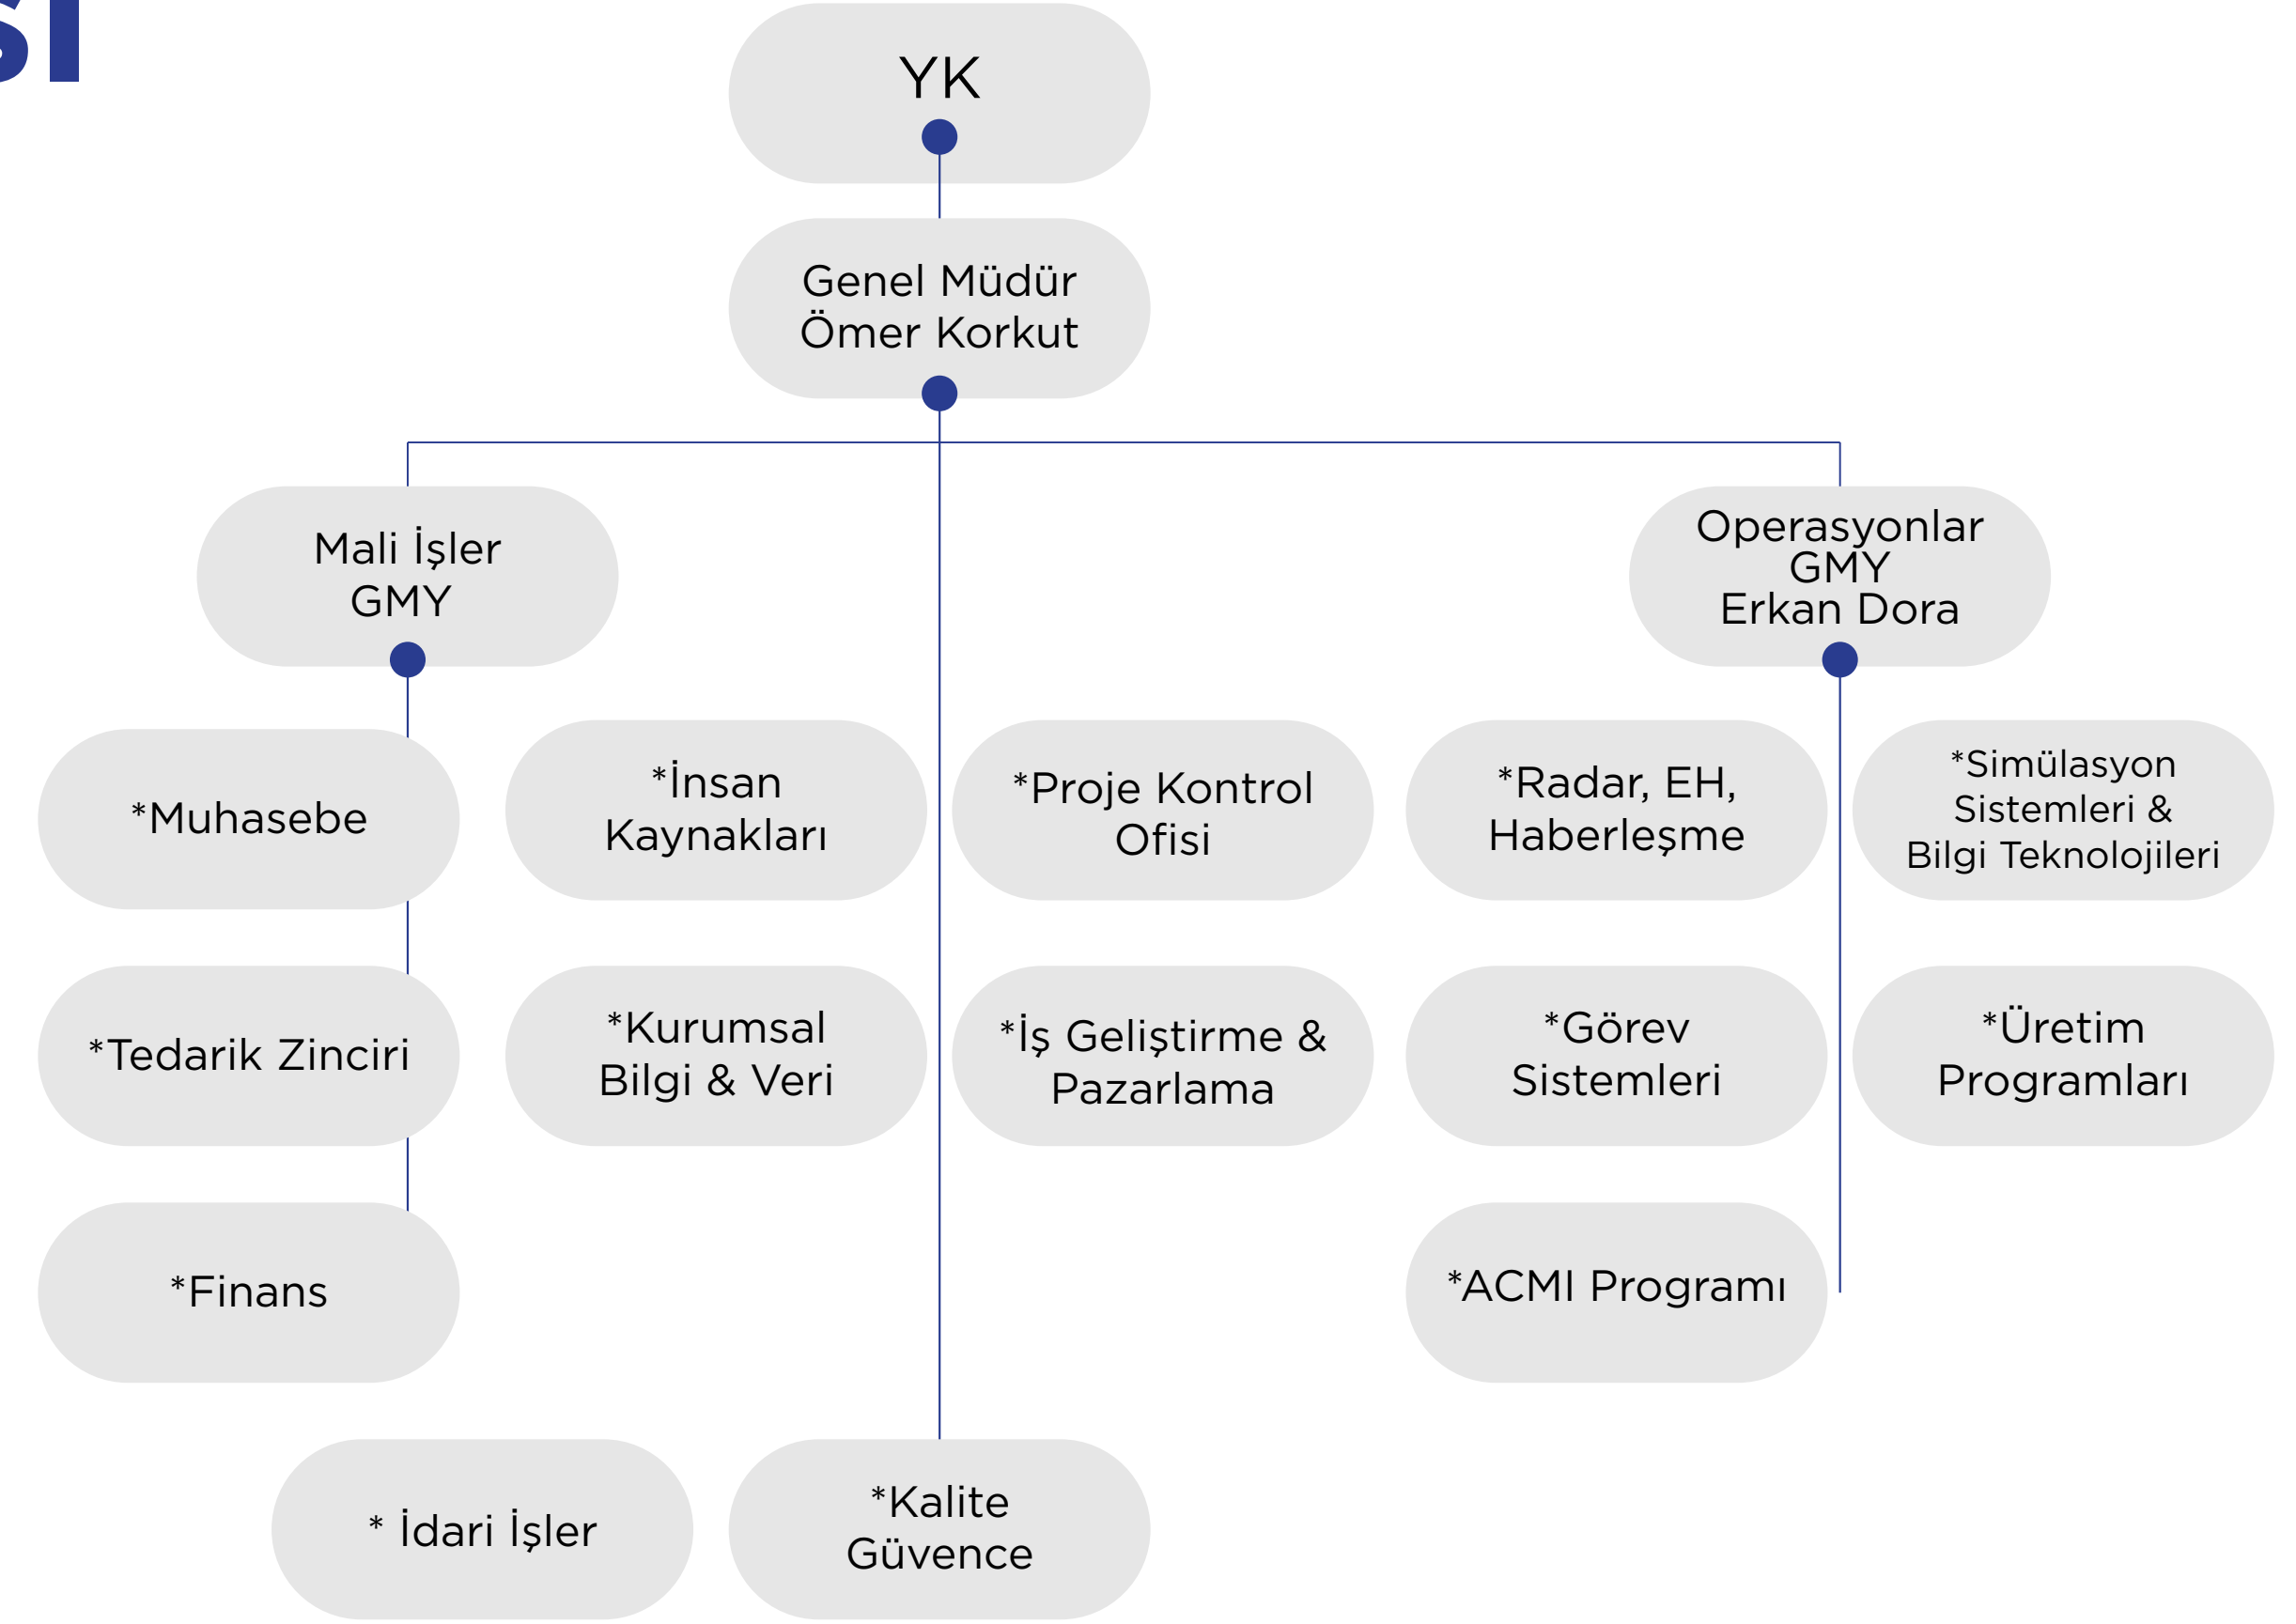 YK
Genel Müdür
Ömer Korkut
Mali İşler
GMY
Operasyonlar
GMY
Erkan Dora
*Muhasebe
*İnsan
Kaynakları
*Proje Kontrol
Ofisi
*Radar, EH,
Haberleşme
*Simülasyon
Sistemleri &
Bilgi Teknolojileri
*Tedarik Zinciri
*Kurumsal
Bilgi & Veri
*İş Geliştirme &
Pazarlama
*Görev
Sistemleri
*Üretim
Programları
*Finans
*ACMI Programı
* İdari İşler
*Kalite
Güvence